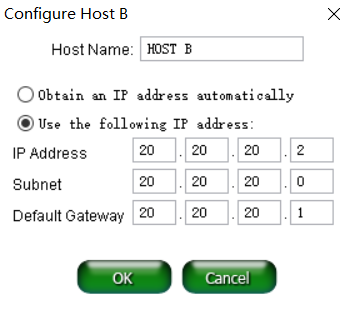 Configure Host B
Host Name: HOST B
Obtain an IP address automatically
Use the following IP address:
IP Address 20 . 20 . 20 . 2
Subnet 20 . 20 . 20 . 0
Default Gateway 20 . 20 . 20 . 1
OK Cancel